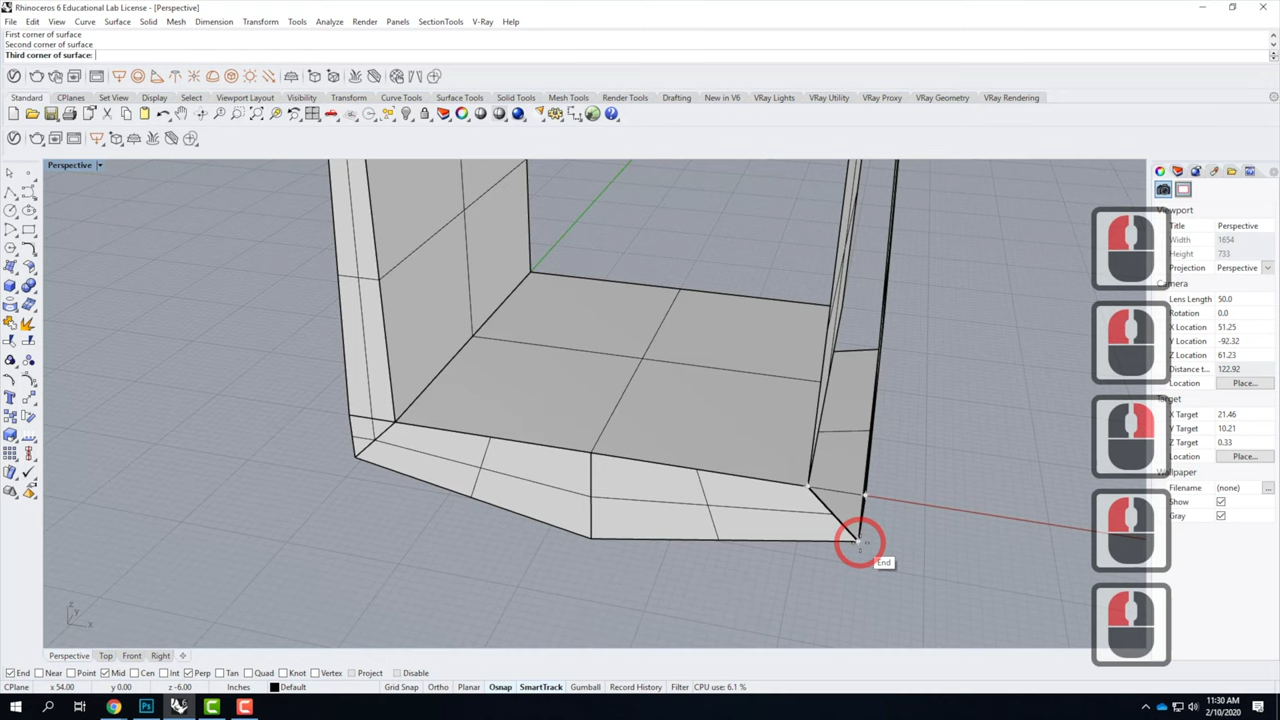 Rhinoceros 6 Educational Lab License - [Perspective]
File Edit View Curve Surface Solid Mesh Dimension Transform Tools Analyze Render Panels SectionTools V-Ray Help
First corner of surface
Second corner of surface
Third corner of surface:
Standard CPlanes Set View Display Select Viewport Layout Visibility Transform Curve Tools Surface Tools Solid Tools Mesh Tools Render Tools Drafting New in V6 VRay Lights VRay Utility VRay Proxy VRay Geometry VRay Rendering
Perspective
Viewport
Title Perspective
Width 1654
Height 733
Projection Perspective
Camera
Lens Length 50.0
Rotation 0.0
X Location 51.25
Y Location -92.32
Z Location 61.23
Distance t... 122.92
Location Place...
Target
X Target 21.46
Y Target 10.21
Z Target 0.33
Location Place...
Wallpaper
Filename (none) ...
Show
Gray
End
z
y
x
Perspective Top Front Right
End Near Point Mid Cen Int Perp Tan Quad Knot Vertex Project Disable
CPlane x 54.00 y 0.00 z -6.00 Inches Default Grid Snap Ortho Planar Osnap SmartTrack Gumball Record History Filter CPU use: 6.1 %
11:30 AM
2/10/2020